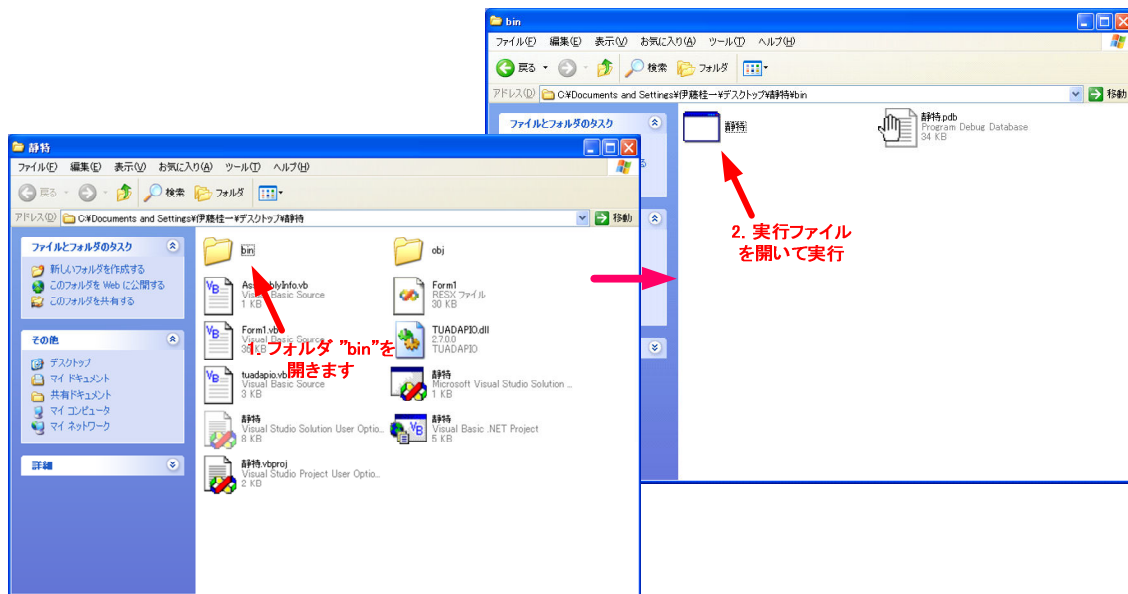 bin
ファイル(F) 編集(E) 表示(V) お気に入り(A) ツール(T) ヘルプ(H)
戻る 検索 フォルダ
アドレス(D) C:¥Documents and Settings¥伊藤桂一¥デスクトップ¥静特¥bin 移動
ファイルとフォルダのタスク
静特
静特.pdb
Program Debug Database
34 KB
2. 実行ファイル
を開いて実行
静特
ファイル(F) 編集(E) 表示(V) お気に入り(A) ツール(T) ヘルプ(H)
戻る 検索 フォルダ
アドレス(D) C:¥Documents and Settings¥伊藤桂一¥デスクトップ¥静特 移動
ファイルとフォルダのタスク
新しいフォルダを作成する
このフォルダを Web に公開する
このフォルダを共有する
その他
デスクトップ
マイ ドキュメント
共有ドキュメント
マイ コンピュータ
マイ ネットワーク
詳細
bin
obj
Visual Basic Source
1 KB
Form1
RESX ファイル
30 KB
Form1.vb
Visual Basic Source
TUADAPIO.dll
2.7.0.0
TUADAPIO
1. フォルダ ”bin”を
開きます
tuadapio.vb
Visual Basic Source
3 KB
静特
Microsoft Visual Studio Solution ...
1 KB
静特
Visual Studio Solution User Optio...
8 KB
静特
Visual Basic .NET Project
5 KB
静特.vbproj
Visual Studio Project User Optio...
2 KB